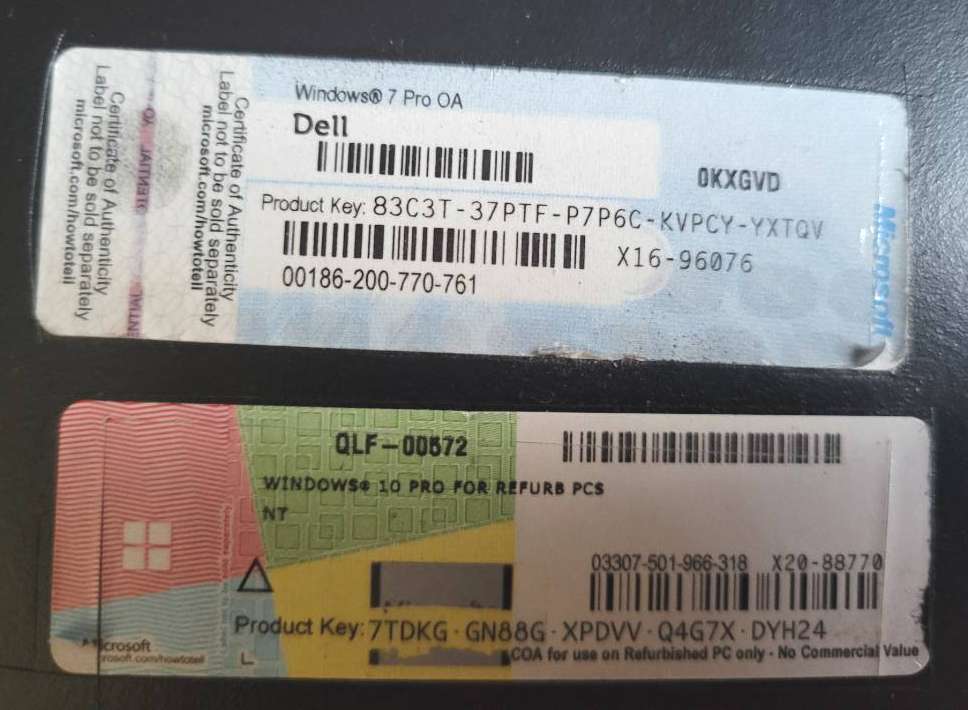 Certificate of Authenticity
Label not to be sold separately
microsoft.com/howtotell
Certificate of Authenticity
Label not to be sold separately
microsoft.com/howtotell
Windows® 7 Pro OA
Dell
0KXGVD
Product Key: 83C3T-37PTF-P7P6C-KVPCY-YXTQV
X16-96076
00186-200-770-761
Microsoft
QLF-00572
WINDOWS® 10 PRO FOR REFURB PCS
NT
03307-501-966-318 X20-88770
Product Key: 7TDKG-GN88G-XPDVV-Q4G7X-DYH24
Microsoft
COA for use on Refurbished PC only - No Commercial Value